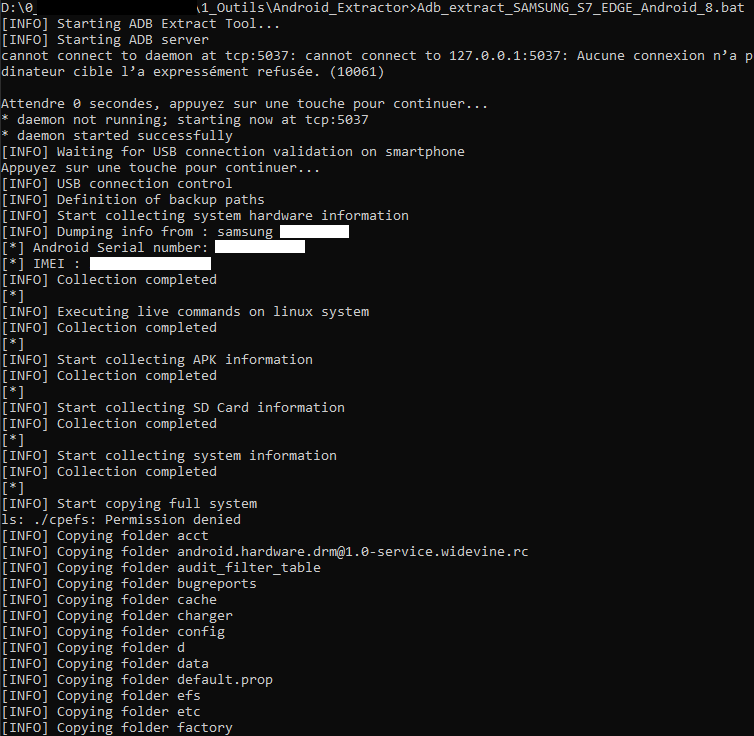 D:\0_ \1_Outils\Android_Extractor>Adb_extract_SAMSUNG_S7_EDGE_Android_8.bat
[INFO] Starting ADB Extract Tool...
[INFO] Starting ADB server
cannot connect to daemon at tcp:5037: cannot connect to 127.0.0.1:5037: Aucune connexion n’a p
dinateur cible l’a expressément refusée. (10061)
Attendre 0 secondes, appuyez sur une touche pour continuer...
* daemon not running; starting now at tcp:5037
* daemon started successfully
[INFO] Waiting for USB connection validation on smartphone
Appuyez sur une touche pour continuer...
[INFO] USB connection control
[INFO] Definition of backup paths
[INFO] Start collecting system hardware information
[INFO] Dumping info from : samsung
[*] Android Serial number:
[*] IMEI :
[INFO] Collection completed
[*]
[INFO] Executing live commands on linux system
[INFO] Collection completed
[*]
[INFO] Start collecting APK information
[INFO] Collection completed
[*]
[INFO] Start collecting SD Card information
[INFO] Collection completed
[*]
[INFO] Start collecting system information
[INFO] Collection completed
[*]
[INFO] Start copying full system
ls: ./cpefs: Permission denied
[INFO] Copying folder acct
[INFO] Copying folder android.hardware.drm@1.0-service.widevine.rc
[INFO] Copying folder audit_filter_table
[INFO] Copying folder bugreports
[INFO] Copying folder cache
[INFO] Copying folder charger
[INFO] Copying folder config
[INFO] Copying folder d
[INFO] Copying folder data
[INFO] Copying folder default.prop
[INFO] Copying folder efs
[INFO] Copying folder etc
[INFO] Copying folder factory